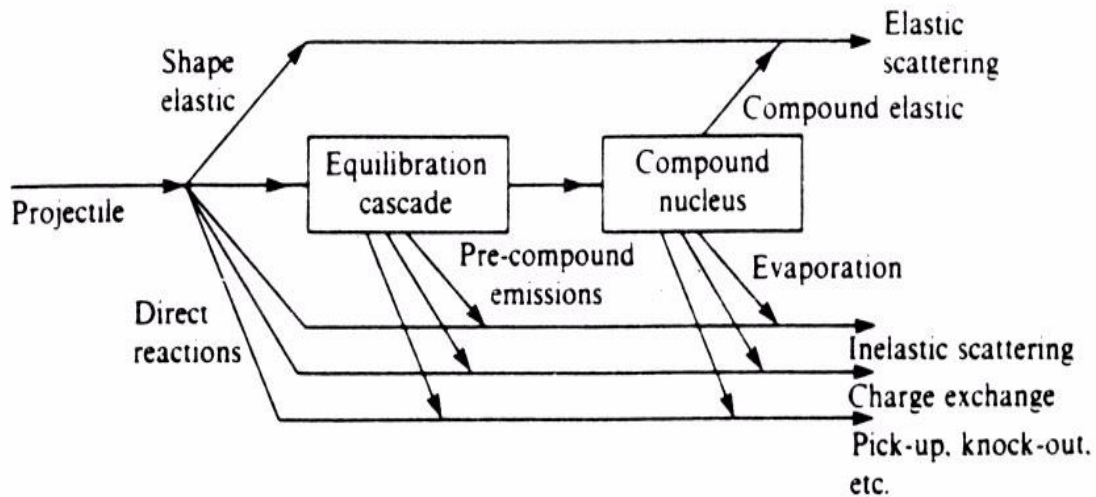 Elastic
scattering
Shape
elastic
Compound elastic
Equilibration
cascade
Compound
nucleus
Projectile
Pre-compound
emissions
Evaporation
Direct
reactions
Inelastic scattering
Charge exchange
Pick-up, knock-out,
etc.